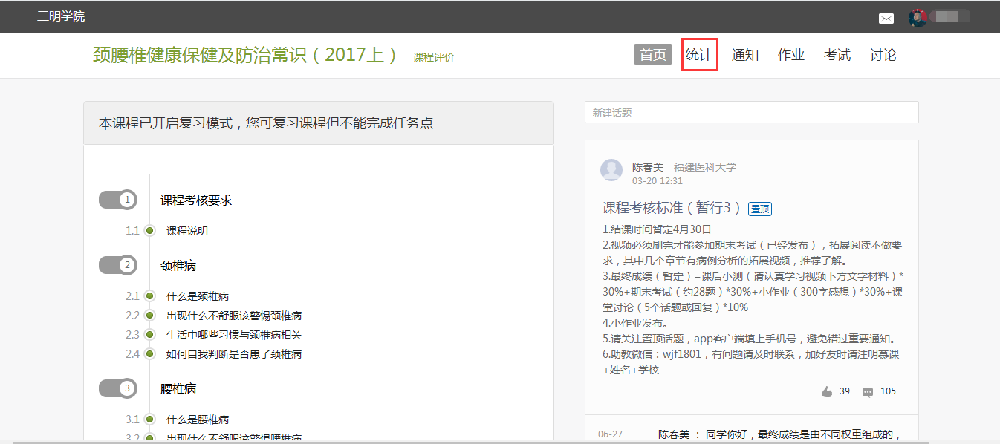 三明学院
颈腰椎健康保健及防治常识（2017上） 课程评价
首页 统计 通知 作业 考试 讨论
本课程已开启复习模式，您可复习课程但不能完成任务点
1 课程考核要求
1.1 课程说明
2 颈椎病
2.1 什么是颈椎病
2.2 出现什么不舒服该警惕颈椎病
2.3 生活中哪些习惯与颈椎病相关
2.4 如何自我判断是否患了颈椎病
3 腰椎病
3.1 什么是腰椎病
3.2 出现什么不舒服该警惕腰椎病
新建话题
陈春美 福建医科大学
03-20 12:31
课程考核标准（暂行3） 置顶
1.结课时间暂定4月30日
2.视频必须刷完才能参加期末考试（已经发布），拓展阅读不做要
求，其中几个章节有病例分析的拓展视频，推荐了解。
3.最终成绩（暂定）=课后小测（请认真学习视频下方文字材料）*
30%+期末考试（约28题）*30%+小作业（300字感想）*30%+课
堂讨论（5个话题或回复）*10%
4.小作业发布。
5.请关注置顶话题，app客户端填上手机号，避免错过重要通知。
6.助教微信：wjf1801，有问题请及时联系，加好友时请注明慕课
+姓名+学校
39 105
06-27 陈春美 ： 同学你好，最终成绩是由不同权重组成的，